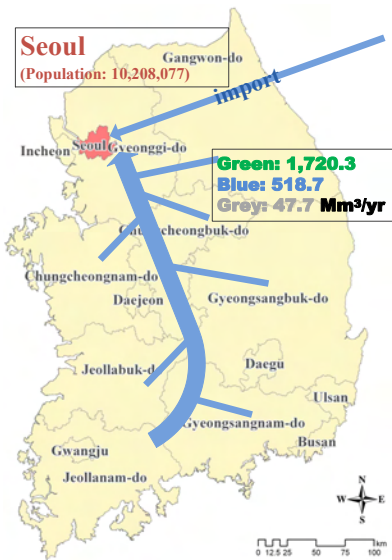 Seoul
(Population: 10,208,077)
Gangwon-do
import
Incheon
Seoul
Gyeonggi-do
Green: 1,720.3
Blue: 518.7
Grey: 47.7 Mm³/yr
Chungcheongbuk-do
Chungcheongnam-do
Daejeon
Gyeongsangbuk-do
Jeollabuk-do
Daegu
Ulsan
Gyeongsangnam-do
Busan
Gwangju
Jeollanam-do
N
W E
S
km
0 12.5 25 50 75 100